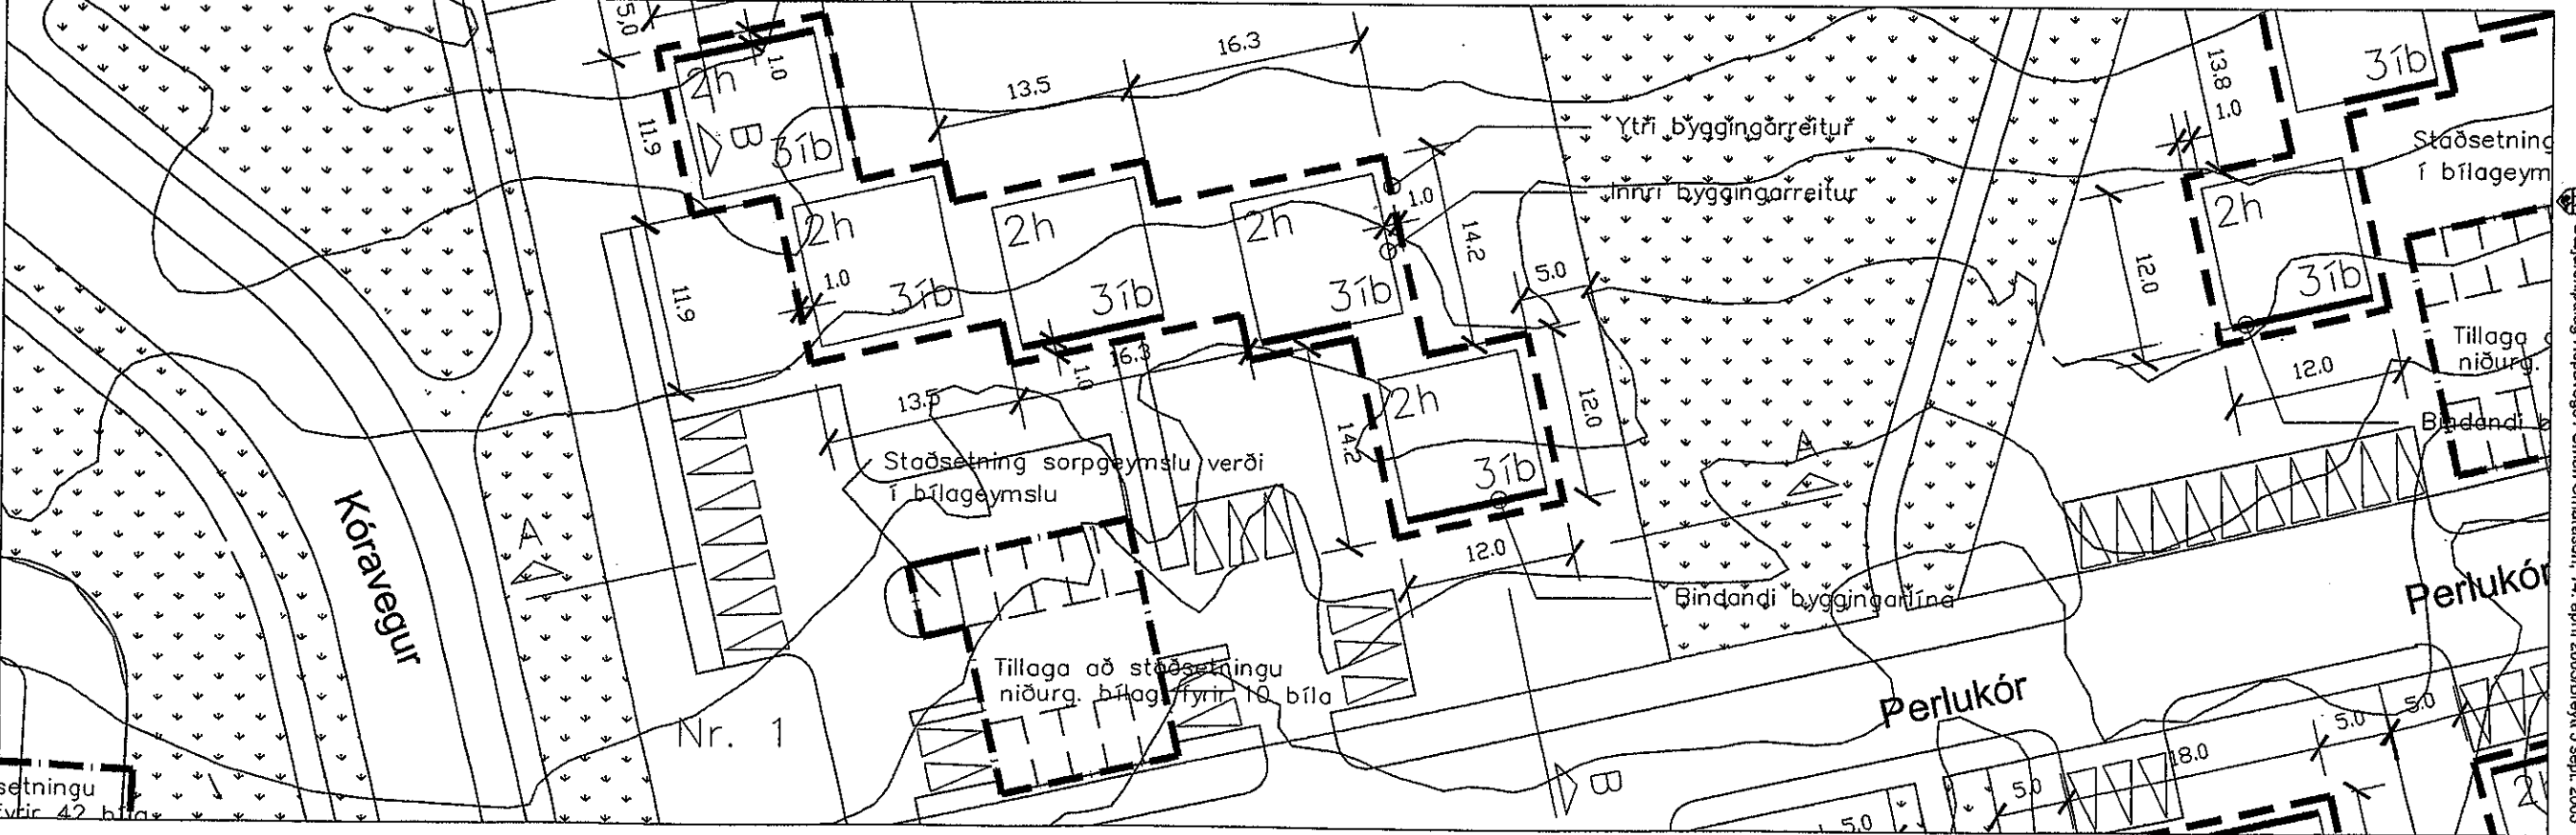 5,0
1.0
2h
B
3íb
11.9
11.9
13.5
16.3
Ytri byggingarreitur
Innri byggingarreitur
1.0
14.2
5.0
2h
3íb
1.0
2h
3íb
2h
3íb
13.5
16.3
1.0
14.2
2h
3íb
12.0
12.0
Staðsetning sorpgeymslu verði
í bílageymslu
Bindandi byggingarlína
A
A
Kóravegur
Tillaga að staðsetningu
niðurg. bílag. fyrir 10 bíla
Nr. 1
Perlukór
B
setningu
fyrir 42 bíla
13.8
1.0
3íb
Staðsetning
í bílageym
2h
3íb
12.0
12.0
Tillaga
niðurg.
Bindandi
Perlukór
5.0
5.0
18.0
5.0
5.0
2h